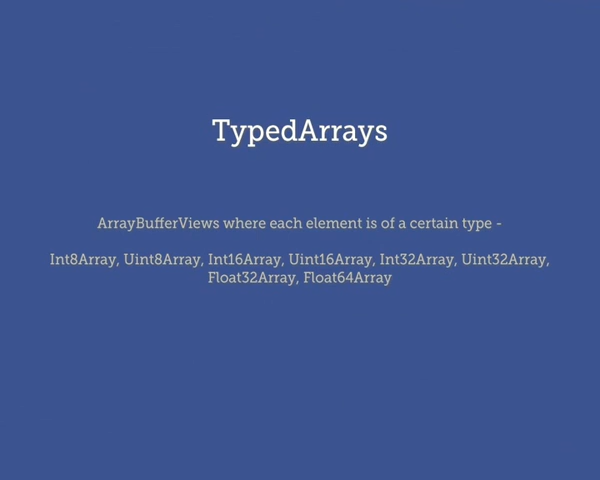 TypedArrays
ArrayBufferViews where each element is of a certain type -
Int8Array, Uint8Array, Int16Array, Uint16Array, Int32Array, Uint32Array,
Float32Array, Float64Array